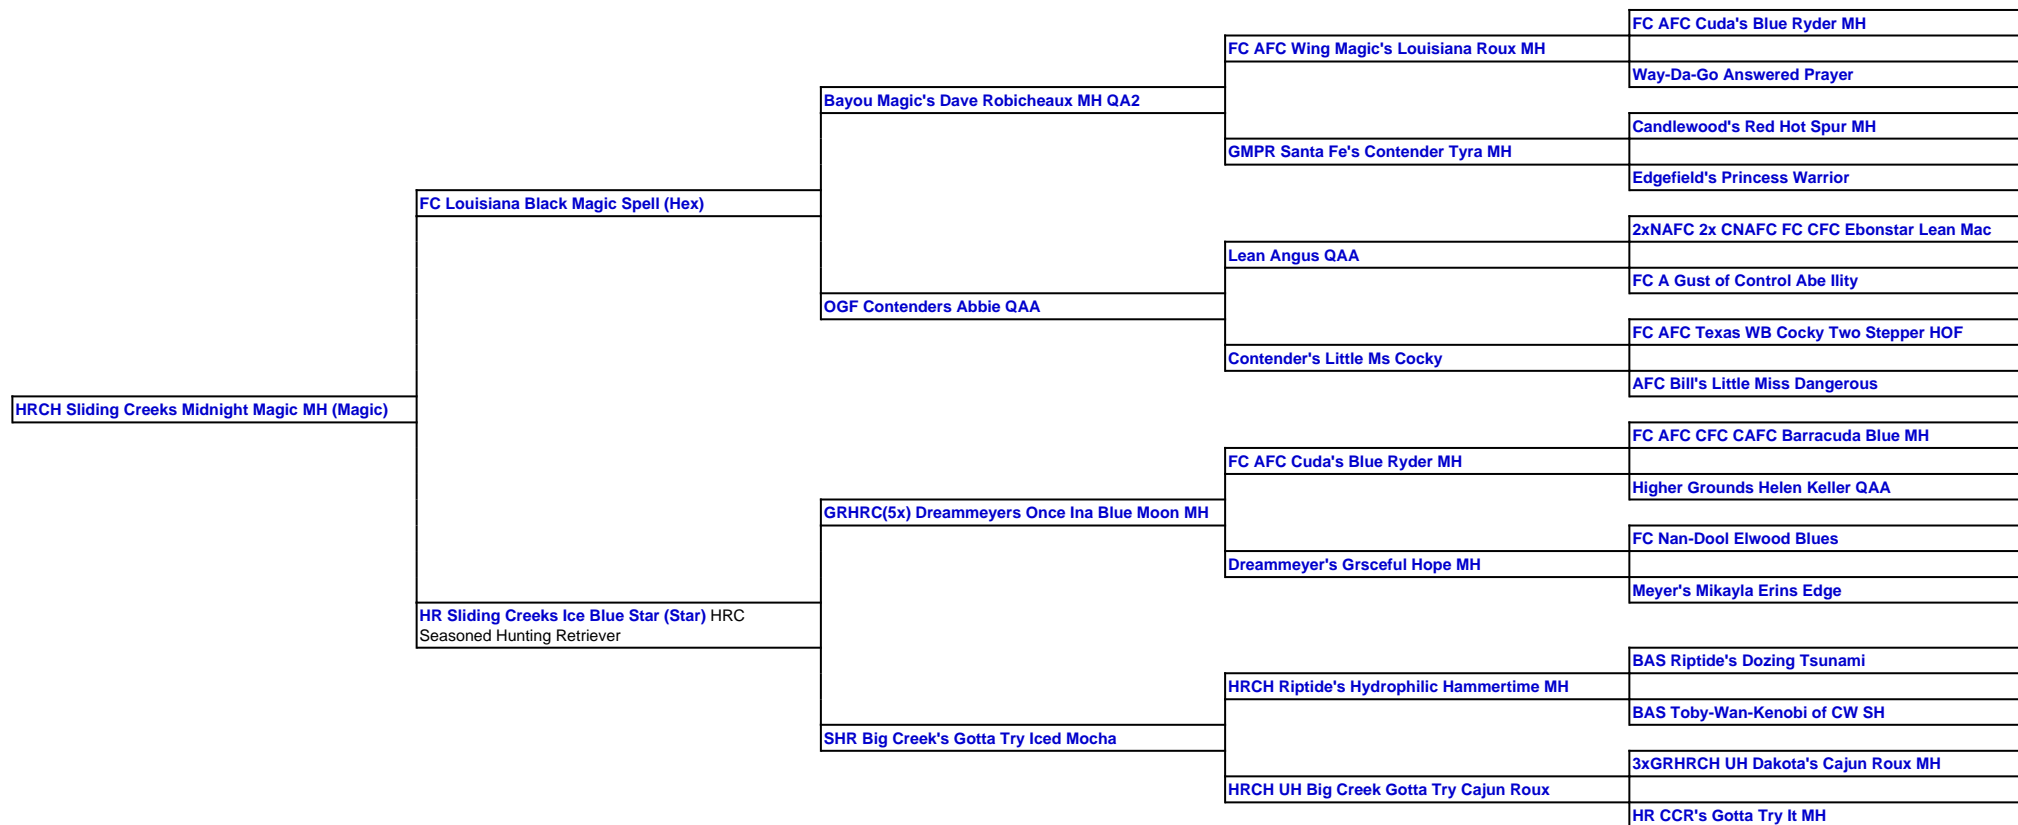 FC AFC Cuda's Blue Ryder MH
FC AFC Wing Magic's Louisiana Roux MH
Way-Da-Go Answered Prayer
Bayou Magic's Dave Robicheaux MH QA2
Candlewood's Red Hot Spur MH
GMPR Santa Fe's Contender Tyra MH
Edgefield's Princess Warrior
FC Louisiana Black Magic Spell (Hex)
2xNAFC 2x CNAFC FC CFC Ebonstar Lean Mac
Lean Angus QAA
FC A Gust of Control Abe Ility
OGF Contenders Abbie QAA
FC AFC Texas WB Cocky Two Stepper HOF
Contender's Little Ms Cocky
AFC Bill's Little Miss Dangerous
HRCH Sliding Creeks Midnight Magic MH (Magic)
FC AFC CFC CAFC Barracuda Blue MH
FC AFC Cuda's Blue Ryder MH
Higher Grounds Helen Keller QAA
GRHRC(5x) Dreammeyers Once Ina Blue Moon MH
FC Nan-Dool Elwood Blues
Dreammeyer's Grsceful Hope MH
Meyer's Mikayla Erins Edge
HR Sliding Creeks Ice Blue Star (Star) HRC
Seasoned Hunting Retriever
BAS Riptide's Dozing Tsunami
HRCH Riptide's Hydrophilic Hammertime MH
BAS Toby-Wan-Kenobi of CW SH
SHR Big Creek's Gotta Try Iced Mocha
3xGRHRCH UH Dakota's Cajun Roux MH
HRCH UH Big Creek Gotta Try Cajun Roux
HR CCR's Gotta Try It MH